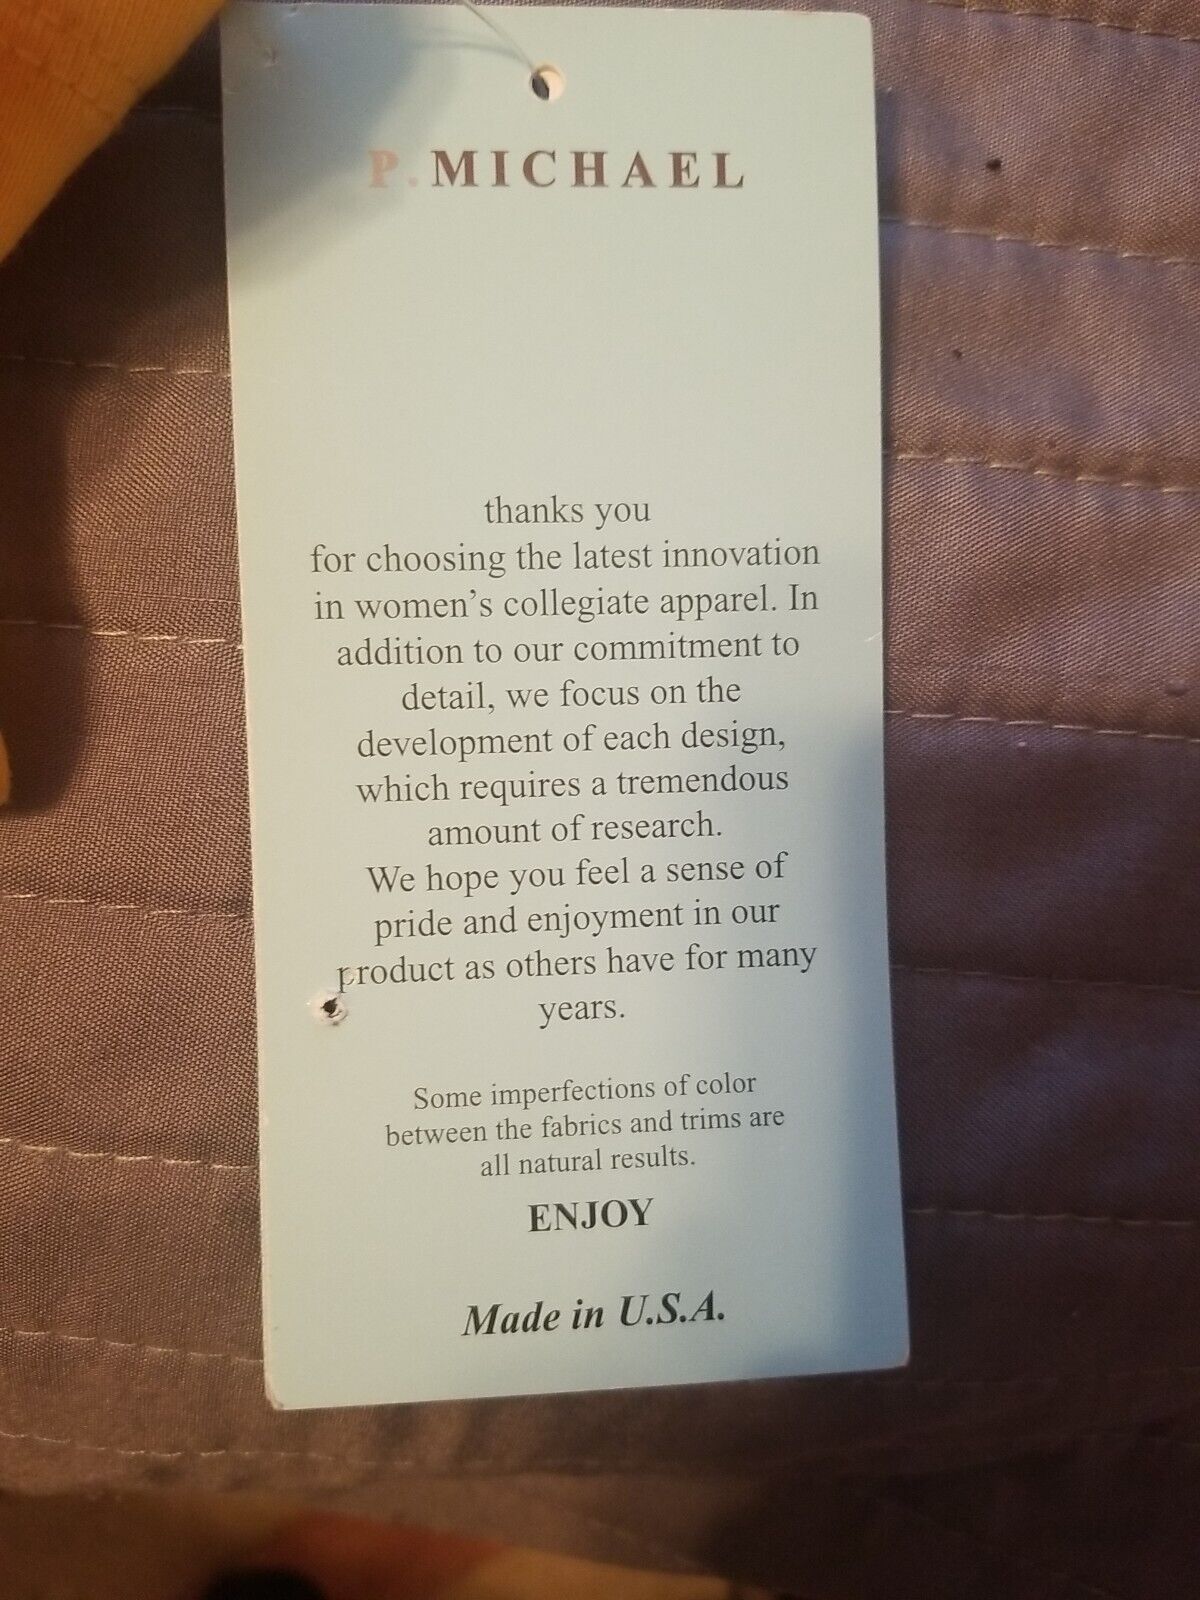 P.MICHAEL
thanks you
for choosing the latest innovation
in women's collegiate apparel. In
addition to our commitment to
detail, we focus on the
development of each design,
which requires a tremendous
amount of research.
We hope you feel a sense of
pride and enjoyment in our
product as others have for many
years.
Some imperfections of color
between the fabrics and trims are
all natural results.
ENJOY
Made in U.S.A.